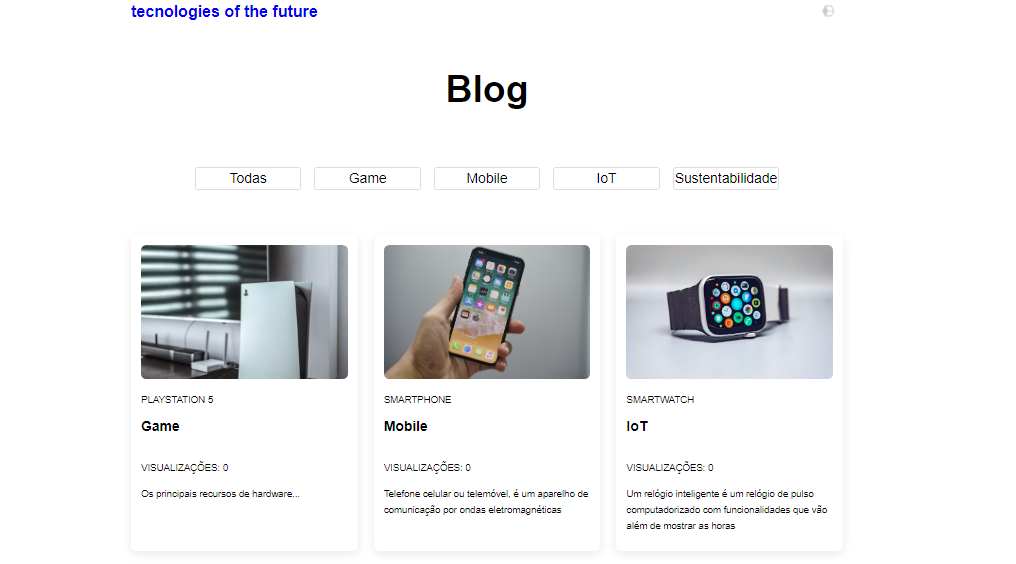 tecnologies of the future
Blog
Todas
Game
Mobile
IoT
Sustentabilidade
PLAYSTATION 5
Game
VISUALIZAÇÕES: 0
Os principais recursos de hardware...
SMARTPHONE
Mobile
VISUALIZAÇÕES: 0
Telefone celular ou telemóvel, é um aparelho de
comunicação por ondas eletromagnéticas
SMARTWATCH
IoT
VISUALIZAÇÕES: 0
Um relógio inteligente é um relógio de pulso
computadorizado com funcionalidades que vão
além de mostrar as horas